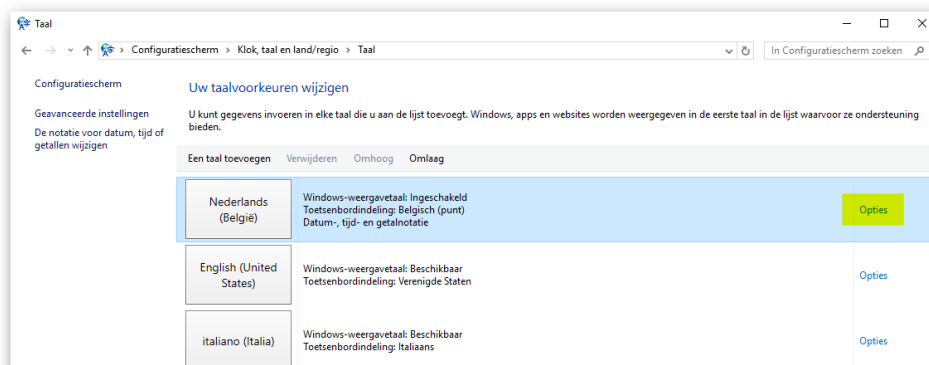 Taal
Configuratiescherm > Klok, taal en land/regio > Taal
In Configuratiescherm zoeken
Configuratiescherm
Geavanceerde instellingen
De notatie voor datum, tijd of
getallen wijzigen
Uw taalvoorkeuren wijzigen
U kunt gegevens invoeren in elke taal die u aan de lijst toevoegt. Windows, apps en websites worden weergegeven in de eerste taal in de lijst waarvoor ze ondersteuning
bieden.
Een taal toevoegen Verwijderen Omhoog Omlaag
Nederlands
(België)
Windows-weergavetaal: Ingeschakeld
Toetsenbordindeling: Belgisch (punt)
Datum-, tijd- en getalnotatie
Opties
English (United
States)
Windows-weergavetaal: Beschikbaar
Toetsenbordindeling: Verenigde Staten
Opties
italiano (Italia)
Windows-weergavetaal: Beschikbaar
Toetsenbordindeling: Italiaans
Opties